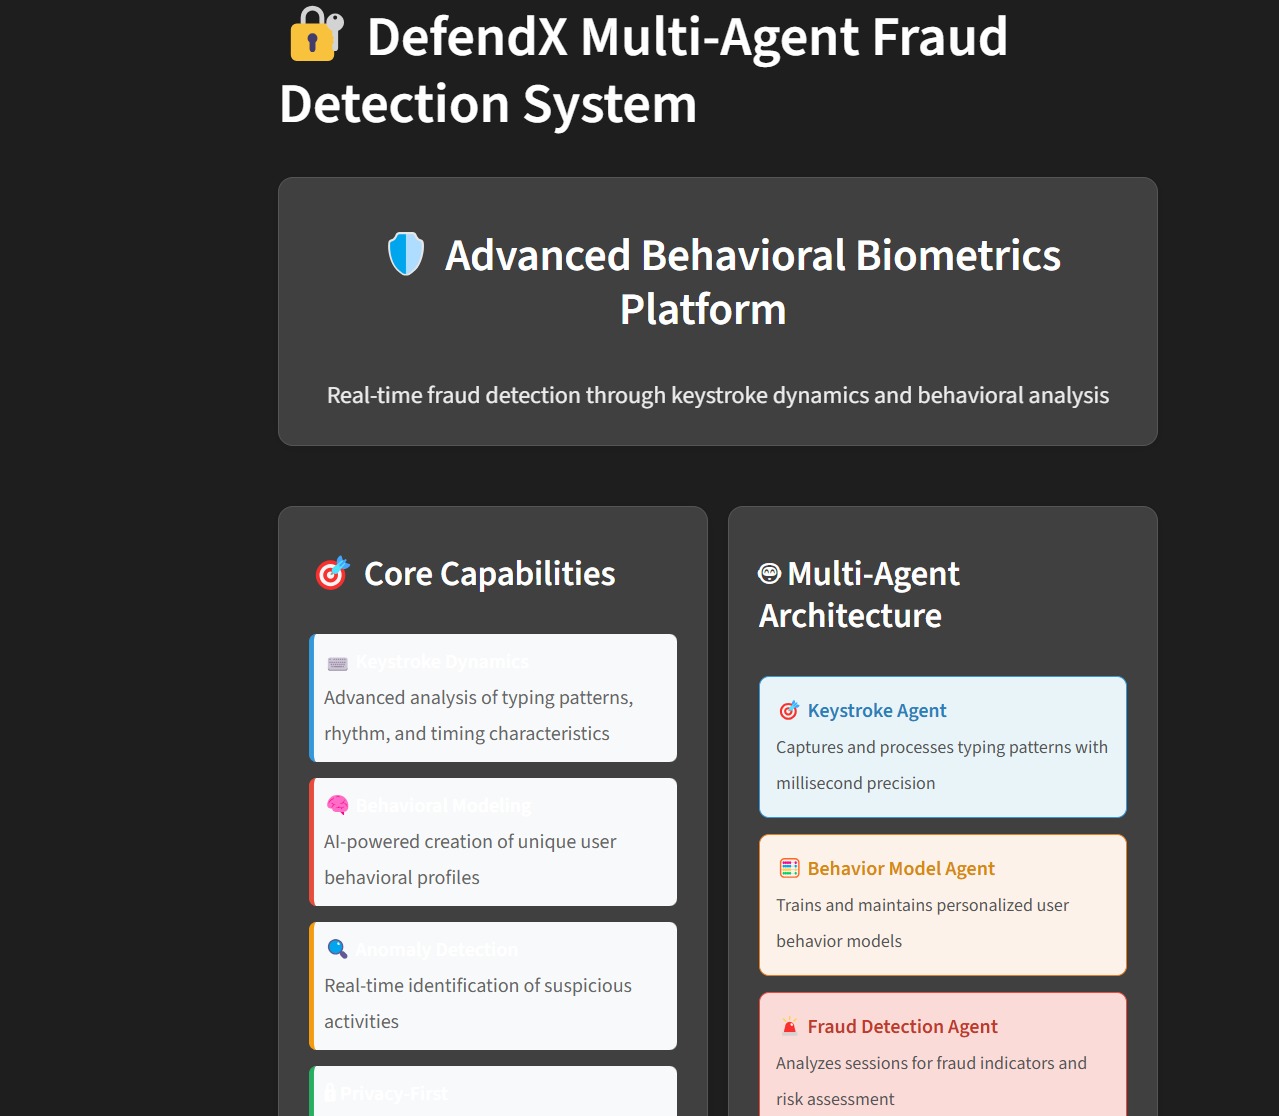 DefendX Multi-Agent Fraud
Detection System
Advanced Behavioral Biometrics
Platform
Real-time fraud detection through keystroke dynamics and behavioral analysis
Core Capabilities
Keystroke Dynamics
Advanced analysis of typing patterns,
rhythm, and timing characteristics
Behavioral Modeling
AI-powered creation of unique user
behavioral profiles
Anomaly Detection
Real-time identification of suspicious
activities
Privacy-First
Multi-Agent
Architecture
Keystroke Agent
Captures and processes typing patterns with
millisecond precision
Behavior Model Agent
Trains and maintains personalized user
behavior models
Fraud Detection Agent
Analyzes sessions for fraud indicators and
risk assessment